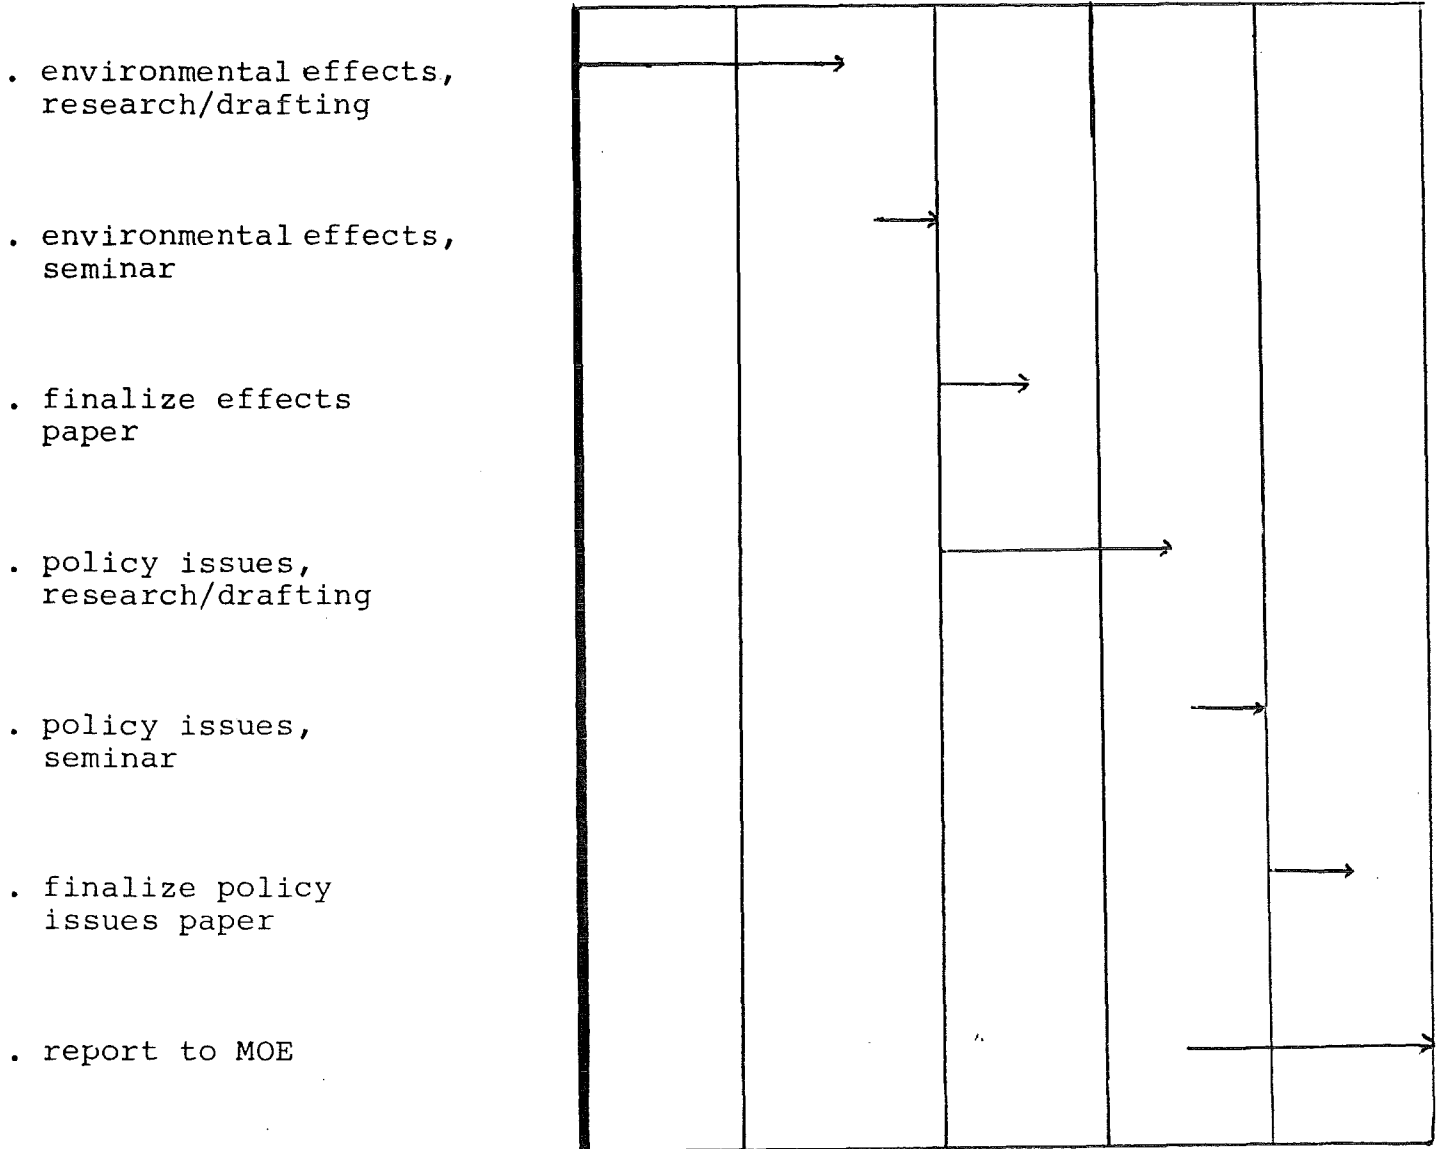 . environmental effects,
research/drafting
. environmental effects,
seminar
. finalize effects
paper
. policy issues,
research/drafting
. policy issues,
seminar
. finalize policy
issues paper
. report to MOE